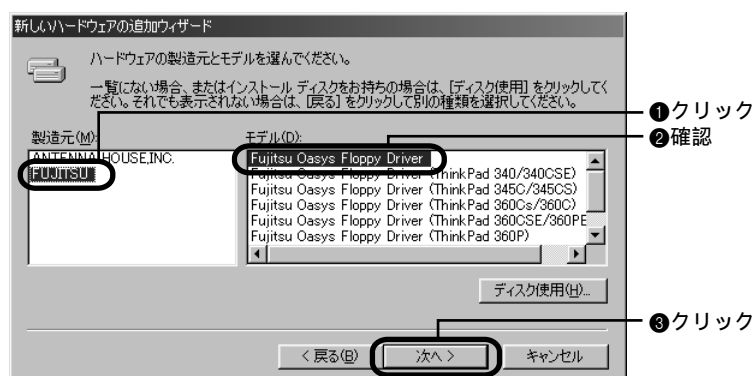 新しいハードウェアの追加ウィザード
ハードウェアの製造元とモデルを選んでください。
一覧にない場合、またはインストール ディスクをお持ちの場合は、[ディスク使用] をクリックしてく
ださい。それでも表示されない場合は、[戻る] をクリックして別の種類を選択してください。
❶クリック
製造元(M):
モデル(D):
❷確認
ANTENNA HOUSE,INC.
FUJITSU
Fujitsu Oasys Floppy Driver
Fujitsu Oasys Floppy Driver (ThinkPad 340/340CSE)
Fujitsu Oasys Floppy Driver (ThinkPad 345C/345CS)
Fujitsu Oasys Floppy Driver (ThinkPad 360Cs/360C)
Fujitsu Oasys Floppy Driver (ThinkPad 360CSE/360PE
Fujitsu Oasys Floppy Driver (ThinkPad 360P)
ディスク使用(H)...
❸クリック
< 戻る(B)
次へ >
キャンセル